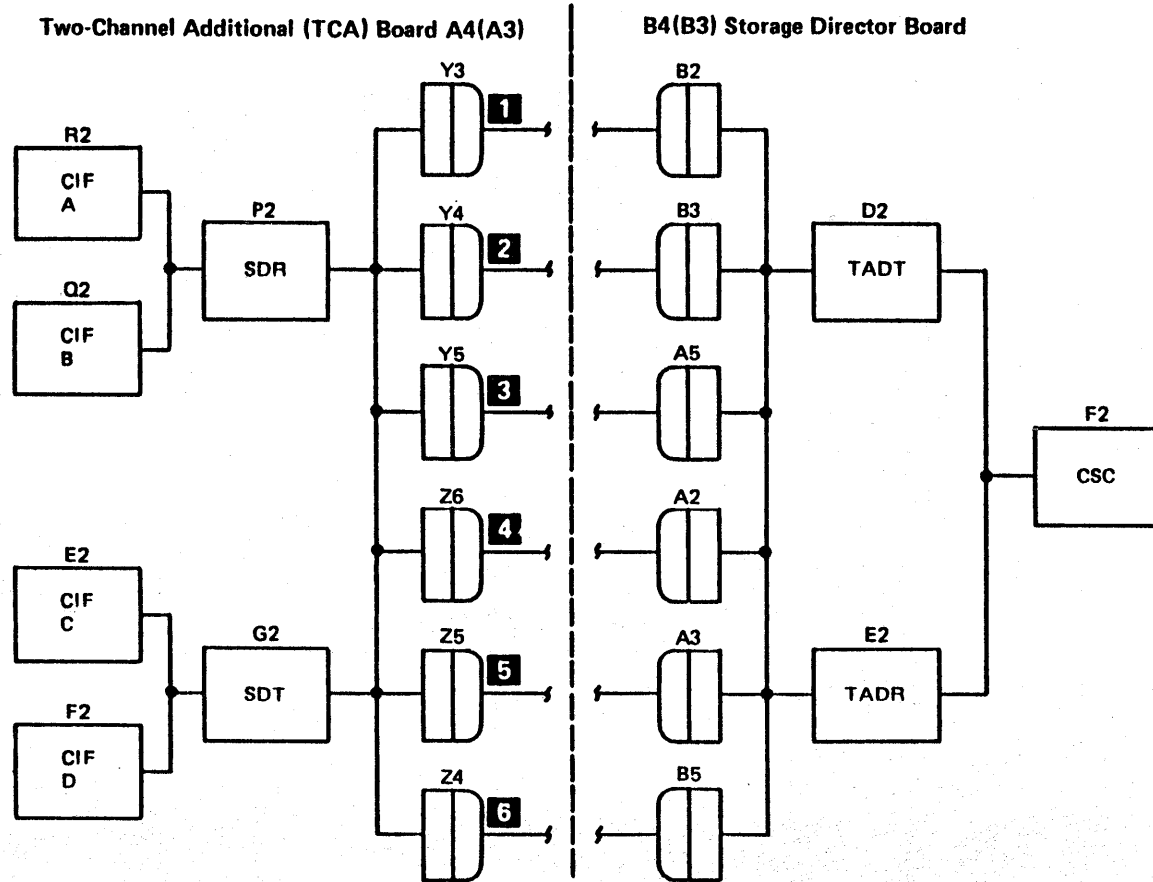 Two-Channel Additional (TCA) Board A4(A3)
B4(B3) Storage Director Board
Y3
1
B2
R2
CIF
A
P2
SDR
Y4
2
B3
D2
TADT
Q2
CIF
B
Y5
3
A5
F2
CSC
Z6
4
A2
E2
CIF
C
G2
SDT
Z5
5
A3
E2
TADR
F2
CIF
D
Z4
6
B5